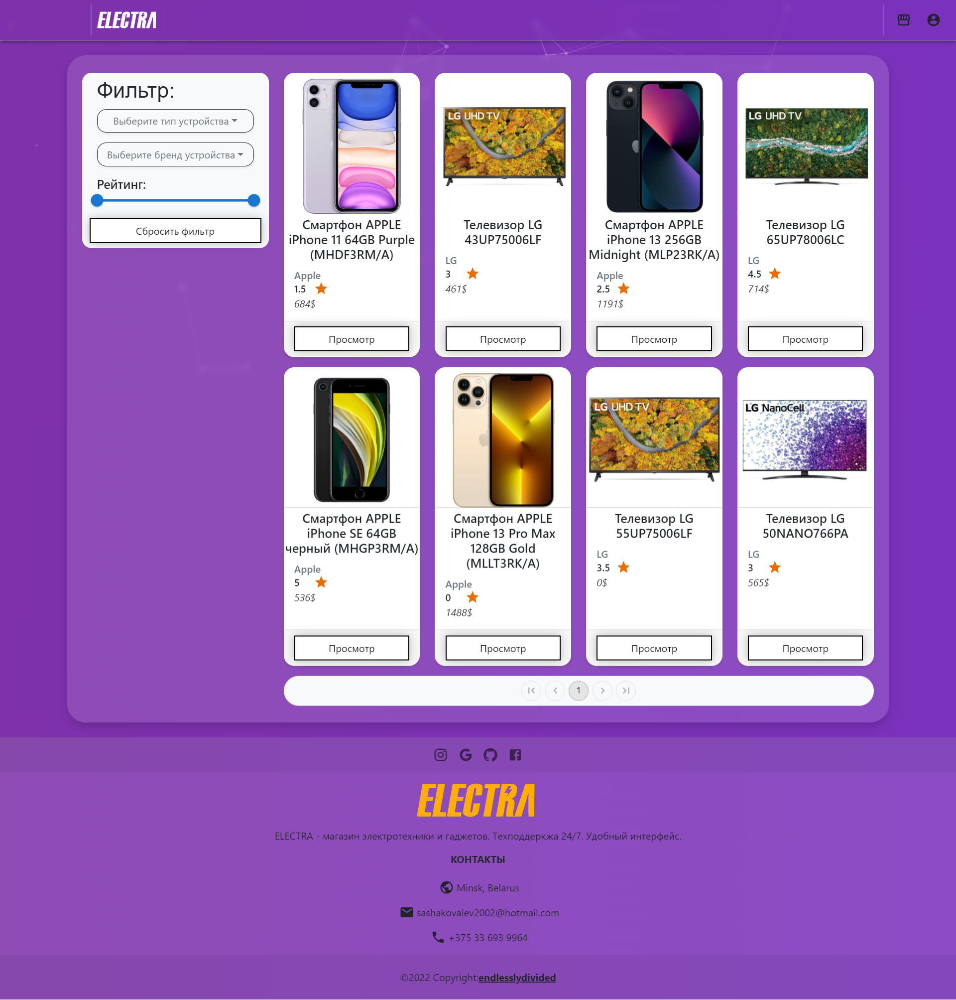 ELECTRA
Фильтр:
Выберите тип устройства
Выберите бренд устройства
Рейтинг:
Сбросить фильтр
Смартфон APPLE
iPhone 11 64GB Purple
(MHDF3RM/A)
Apple
1.5
684$
Просмотр
LG UHD TV
Телевизор LG
43UP75006LF
LG
3
461$
Просмотр
Смартфон APPLE
iPhone 13 256GB
Midnight (MLP23RK/A)
Apple
2.5
1191$
Просмотр
LG UHD TV
Телевизор LG
65UP78006LC
LG
4.5
714$
Просмотр
Смартфон APPLE
iPhone SE 64GB
черный (MHGP3RM/A)
Apple
5
536$
Просмотр
Смартфон APPLE
iPhone 13 Pro Max
128GB Gold
(MLLT3RK/A)
Apple
0
1488$
Просмотр
LG UHD TV
Телевизор LG
55UP75006LF
LG
3.5
0$
Просмотр
LG NanoCell
Телевизор LG
50NANO766PA
LG
3
565$
Просмотр
1
ELECTRA
ELECTRA - магазин электротехники и гаджетов. Техподдеркжа 24/7. Удобный интерфейс.
КОНТАКТЫ
Minsk, Belarus
sashakovalev2002@hotmail.com
+375 33 693 9964
©2022 Copyright:endlesslydivided